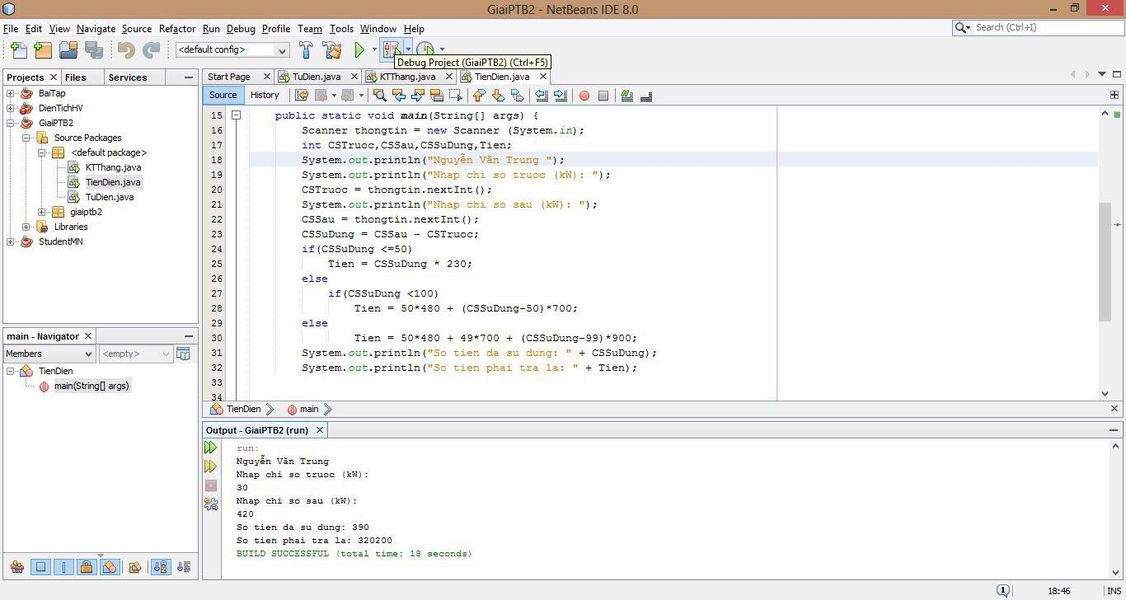 GiaiPTB2 - NetBeans IDE 8.0
File Edit View Navigate Source Refactor Run Debug Profile Team Tools Window Help
Search (Ctrl+I)
<default config>
Debug Project (GiaiPTB2) (Ctrl+F5)
Projects Files Services
Start Page TuDien.java KTThang.java TienDien.java
Source History
BaiTap
DienTichHV
GiaiPTB2
Source Packages
<default package>
KTThang.java
TienDien.java
TuDien.java
giaiptb2
Libraries
StudentMN
main - Navigator
Members <empty>
TienDien
main(String[] args)
15 public static void main(String[] args) {
16 Scanner thongtin = new Scanner (System.in);
17 int CSTruoc,CSSau,CSSuDung,Tien;
18 System.out.println("Nguyễn Văn Trung ");
19 System.out.println("Nhap chi so truoc (kW): ");
20 CSTruoc = thongtin.nextInt();
21 System.out.println("Nhap chi so sau (kW): ");
22 CSSau = thongtin.nextInt();
23 CSSuDung = CSSau - CSTruoc;
24 if(CSSuDung <=50)
25 Tien = CSSuDung * 230;
26 else
27 if(CSSuDung <100)
28 Tien = 50*480 + (CSSuDung-50)*700;
29 else
30 Tien = 50*480 + 49*700 + (CSSuDung-99)*900;
31 System.out.println("So tien da su dung: " + CSSuDung);
32 System.out.println("So tien phai tra la: " + Tien);
33
34
TienDien main
Output - GiaiPTB2 (run)
run:
Nguyễn Văn Trung
Nhap chi so truoc (kW):
30
Nhap chi so sau (kW):
420
So tien da su dung: 390
So tien phai tra la: 320200
BUILD SUCCESSFUL (total time: 18 seconds)
18:46 INS